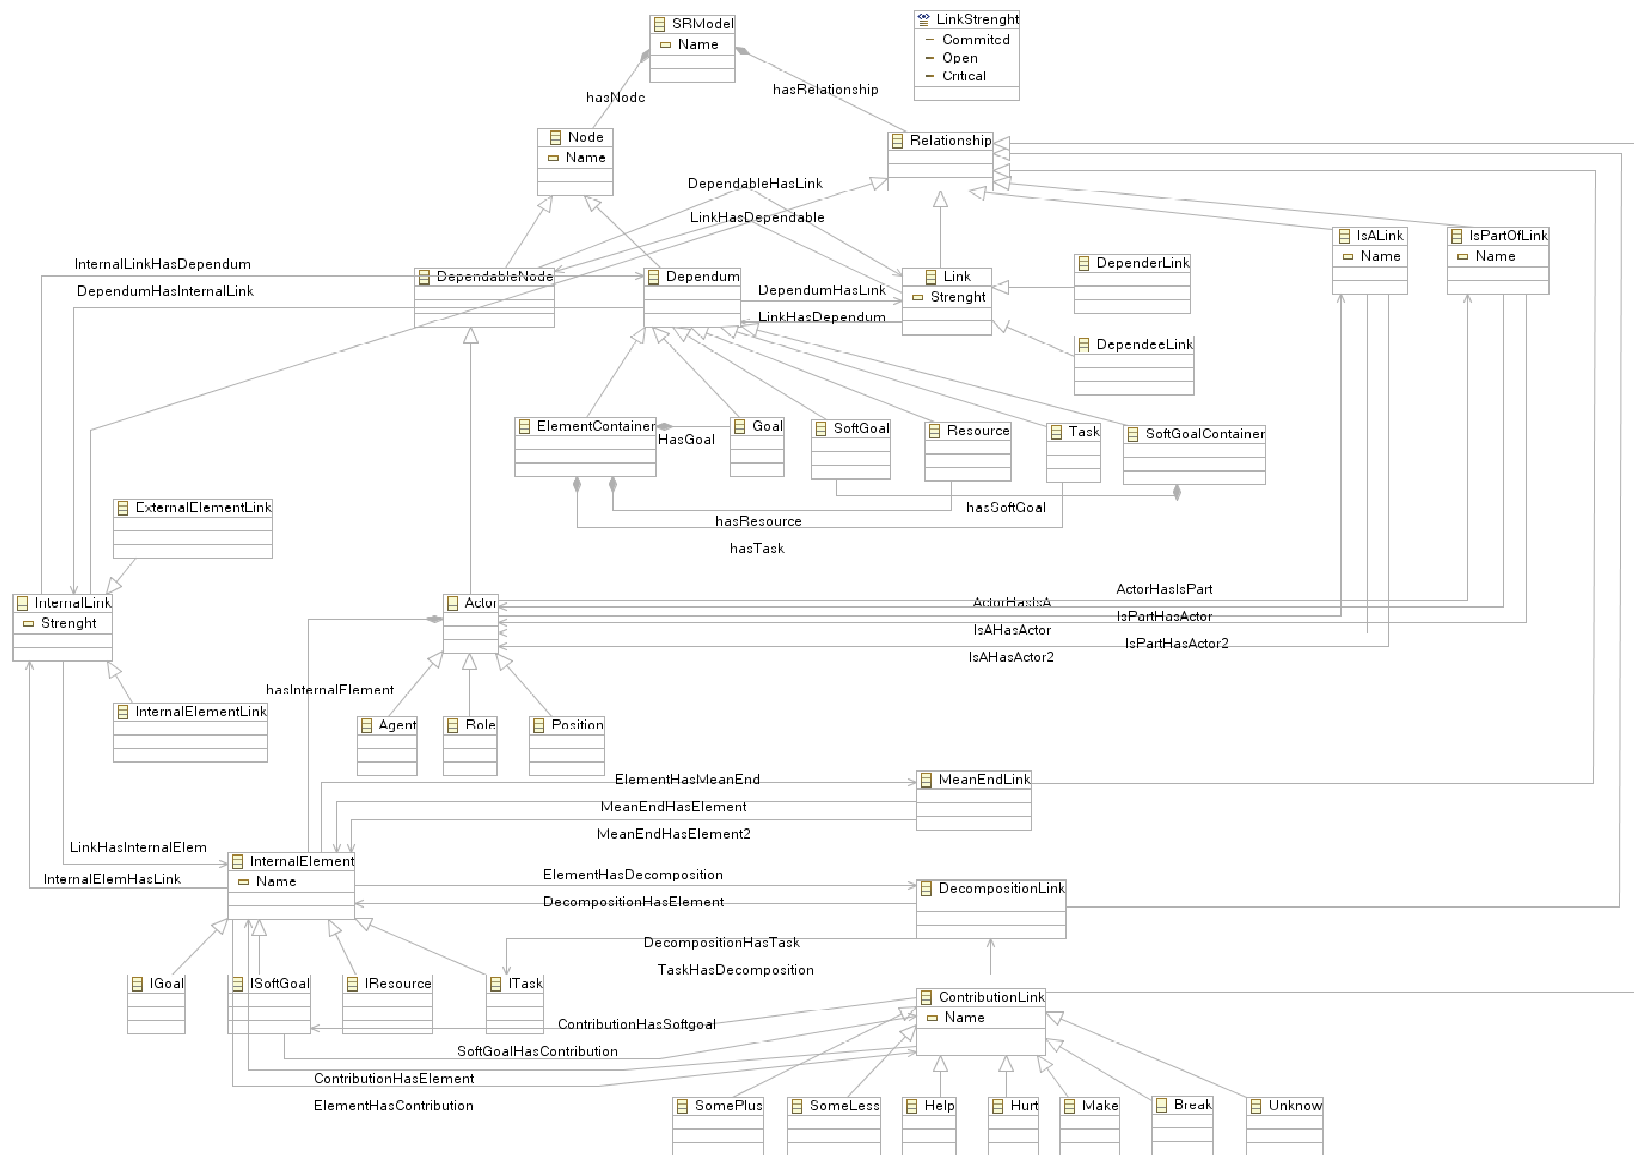 SRModel
Name
LinkStrenght
Commited
Open
Critical
hasNode
hasRelationship
Node
Name
Relationship
DependableHasLink
LinkHasDependable
IsALink
Name
IsPartOfLink
Name
InternalLinkHasDependum
DependumHasInternalLink
DependableNode
Dependum
DependumHasLink
LinkHasDependum
Link
Strenght
DependerLink
DependeeLink
ElementContainer
HasGoal
Goal
SoftGoal
Resource
Task
SoftGoalContainer
hasSoftGoal
hasResource
hasTask
ExternalElementLink
InternalLink
Strenght
InternalElementLink
Actor
ActorHasIsPart
ActorHasIsA
IsPartHasActor
IsAHasActor
IsPartHasActor2
IsAHasActor2
hasInternalElement
Agent
Role
Position
ElementHasMeanEnd
MeanEndHasElement
MeanEndHasElement2
MeanEndLink
LinkHasInternalElem
InternalElemHasLink
InternalElement
Name
ElementHasDecomposition
DecompositionHasElement
DecompositionLink
DecompositionHasTask
TaskHasDecomposition
IGoal
ISoftGoal
IResource
ITask
ContributionLink
Name
ContributionHasSoftgoal
SoftGoalHasContribution
ContributionHasElement
ElementHasContribution
SomePlus
SomeLess
Help
Hurt
Make
Break
Unknow